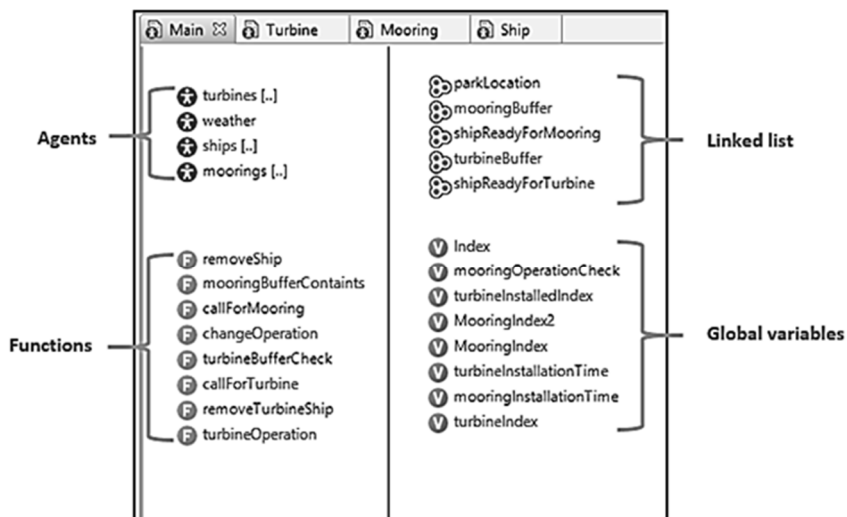 Main
Turbine
Mooring
Ship
Agents
turbines [..]
weather
ships [..]
moorings [..]
parkLocation
mooringBuffer
shipReadyForMooring
turbineBuffer
shipReadyForTurbine
Linked list
Functions
removeShip
mooringBufferContaints
callForMooring
changeOperation
turbineBufferCheck
callForTurbine
removeTurbineShip
turbineOperation
Index
mooringOperationCheck
turbineInstalledIndex
MooringIndex2
MooringIndex
turbineInstallationTime
mooringInstallationTime
turbineIndex
Global variables